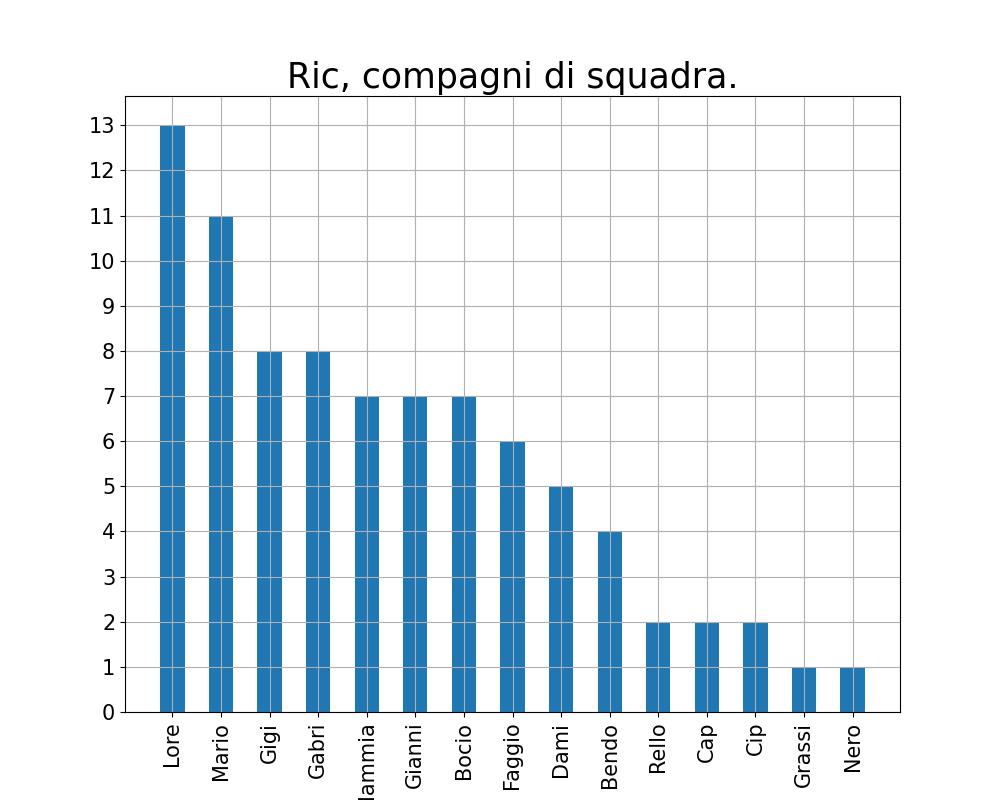 Ric, compagni di squadra.
13
12
11
10
9
8
7
6
5
4
3
2
1
0
Lore
Mario
Gigi
Gabri
Gianni
Bocio
Faggio
Dami
Bendo
Rello
Cap
Cip
Grassi
Nero